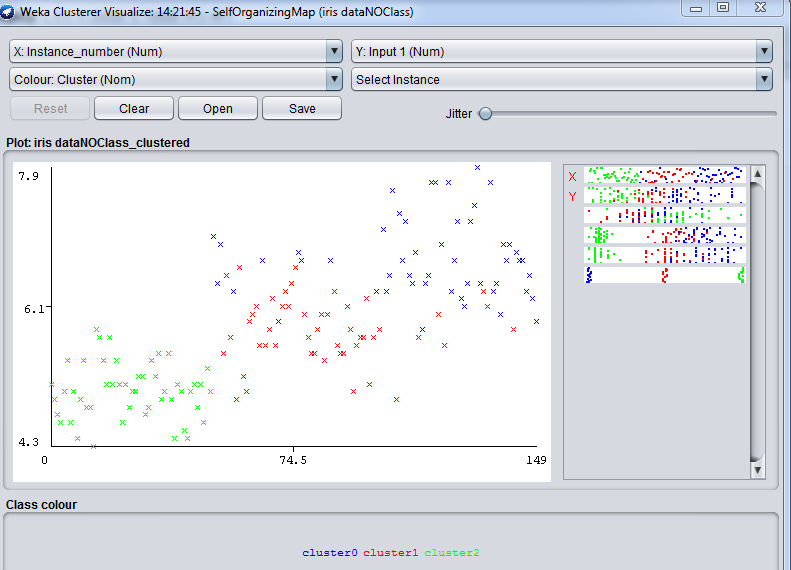 Weka Clusterer Visualize: 14:21:45 - SelfOrganizingMap (iris dataNOClass)
X: Instance_number (Num) Y: Input 1 (Num)
Colour: Cluster (Nom) Select Instance
Reset Clear Open Save Jitter
Plot: iris dataNOClass_clustered
7.9
6.1
4.3
0 74.5 149
X
Y
Class colour
cluster0 cluster1 cluster2